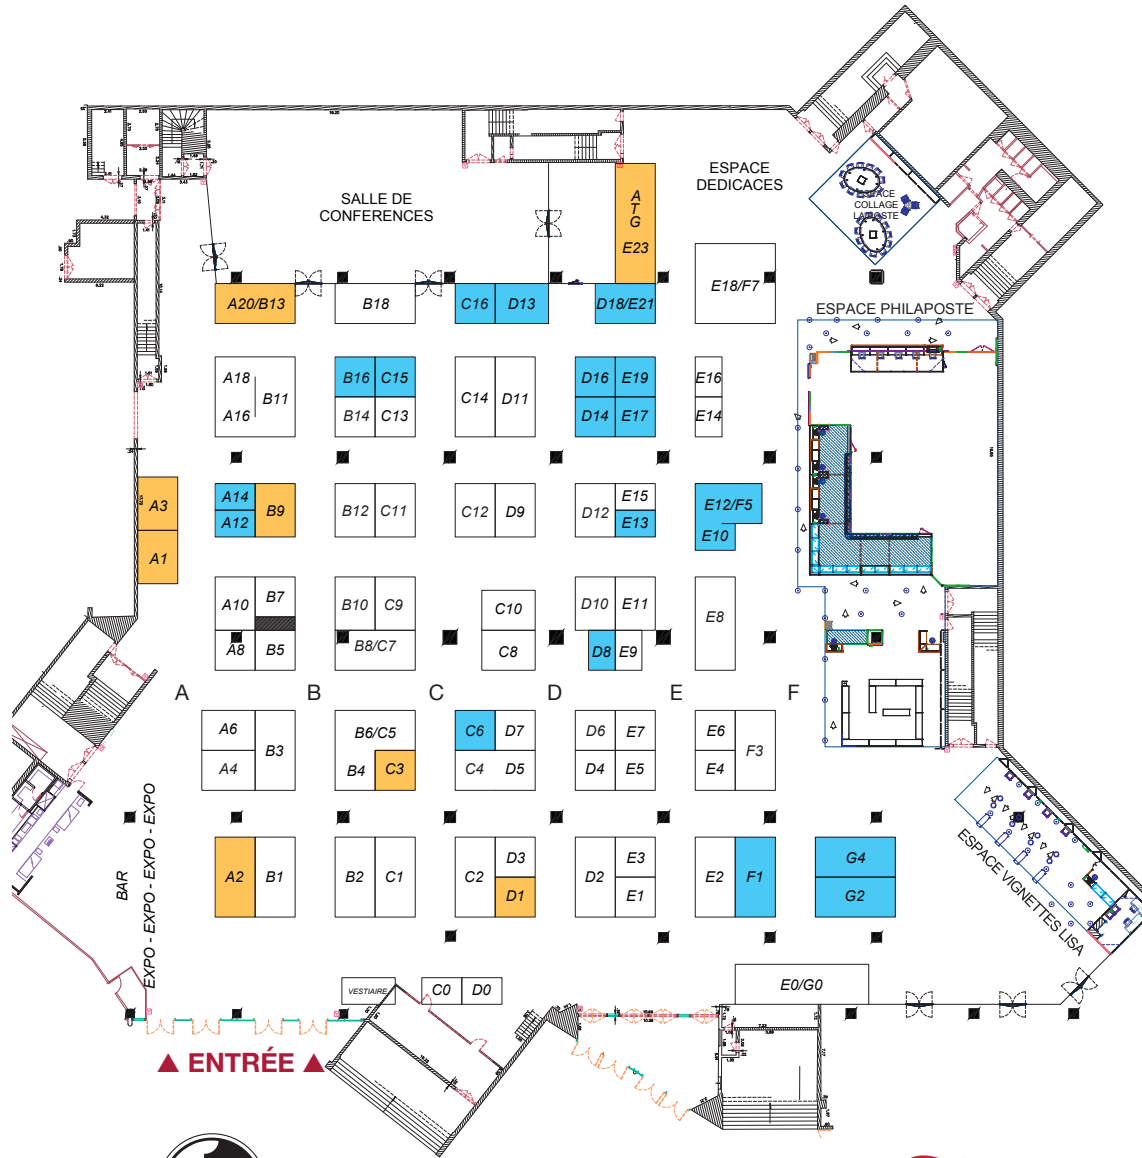 SALLE DE
CONFERENCES
ESPACE
DEDICACES
ATG
E23
ESPACE
COLLAGE
LA POSTE
A20/B13
B18
C16
D13
D18/E21
E18/F7
ESPACE PHILAPOSTE
A18
A16
B11
B16
C15
B14
C13
C14
D11
D16
E19
D14
E17
E16
E14
A3
A1
A14
A12
B9
B12
C11
C12
D9
D12
E15
E13
E12/F5
E10
A10
B7
A8
B5
B10
C9
B8/C7
C10
C8
D10
E11
D8
E9
E8
A
B
C
D
E
F
A6
A4
B3
B6/C5
B4
C3
C6
D7
C4
D5
D6
E7
D4
E5
E6
E4
F3
BAR
EXPO - EXPO - EXPO - EXPO
A2
B1
B2
C1
C2
D3
D1
D2
E3
E1
E2
F1
G4
G2
ESPACE VIGNETTES LISA
VESTIAIRE
C0
D0
E0/G0
▲ ENTRÉE ▲